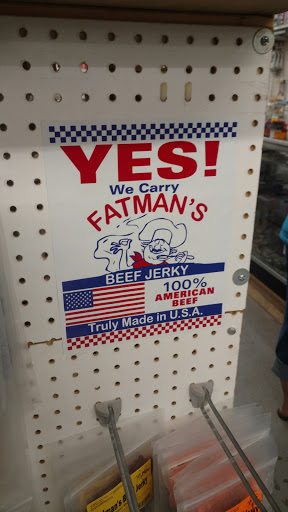 YES!
We Carry
FATMAN'S
BEEF JERKY
100%
AMERICAN
BEEF
Truly Made in U.S.A.